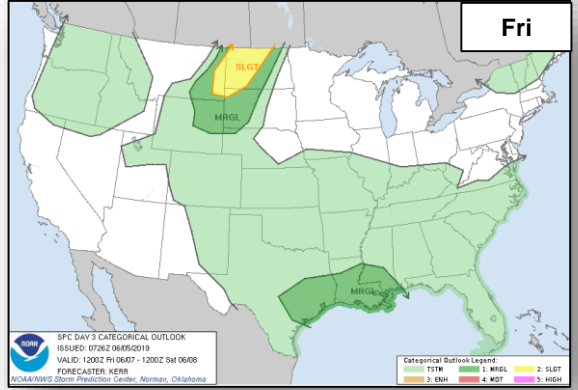 Fri
SLGT
MRGL
MRGL
NOAA
SPC DAY 3 CATEGORICAL OUTLOOK
ISSUED: 0726Z 06/05/2019
VALID: 1200Z Fri 06/07 - 1200Z Sat 06/08
FORECASTER: KERR
NOAA/NWS Storm Prediction Center, Norman, Oklahoma
Categorical Outlook Legend:
TSTM 1: MRGL 2: SLGT
3: ENH 4: MDT 5: HIGH